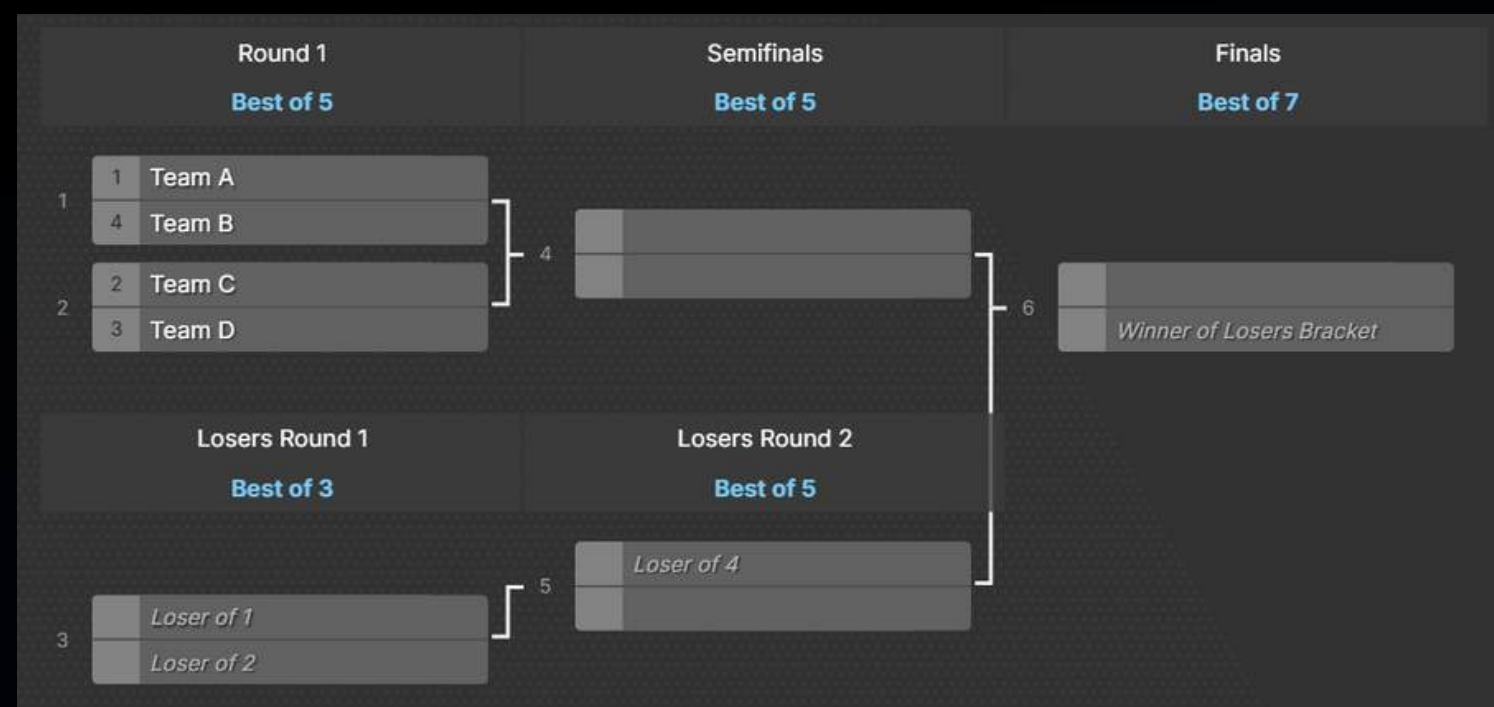 Round 1
Best of 5
Semifinals
Best of 5
Finals
Best of 7
1
1 Team A
4 Team B
2
2 Team C
3 Team D
4
6
Winner of Losers Bracket
Losers Round 1
Best of 3
Losers Round 2
Best of 5
3
Loser of 1
Loser of 2
5
Loser of 4